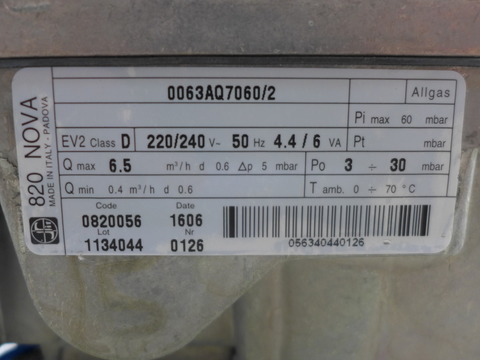 820 NOVA
MADE IN ITALY - PADOVA
0063AQ7060/2
Allgas
Pi max 60 mbar
EV2 Class D 220/240 V~ 50 Hz 4.4 / 6 VA Pt mbar
Q max 6.5 m³/h d 0.6 Δp 5 mbar Po 3 ÷ 30 mbar
Q min 0.4 m³/h d 0.6 T amb. 0 ÷ 70 °C
Code Lot 0820056 1606
Lot Nr
1134044 0126
056340440126